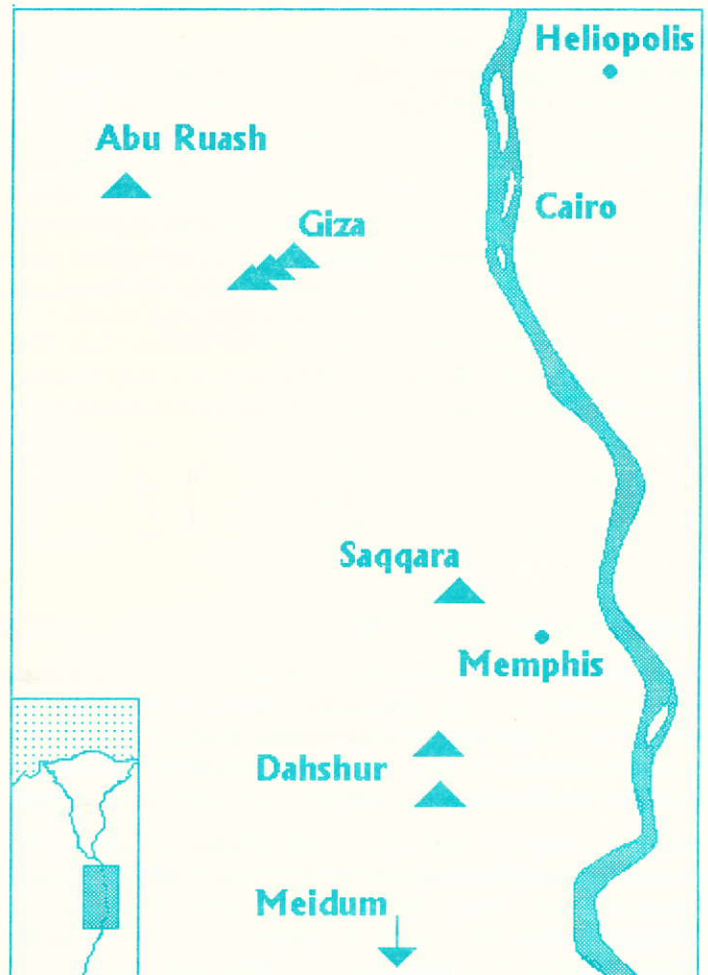 Heliopolis
Abu Ruash
Cairo
Giza
Saqqara
Memphis
Dahshur
Meidum